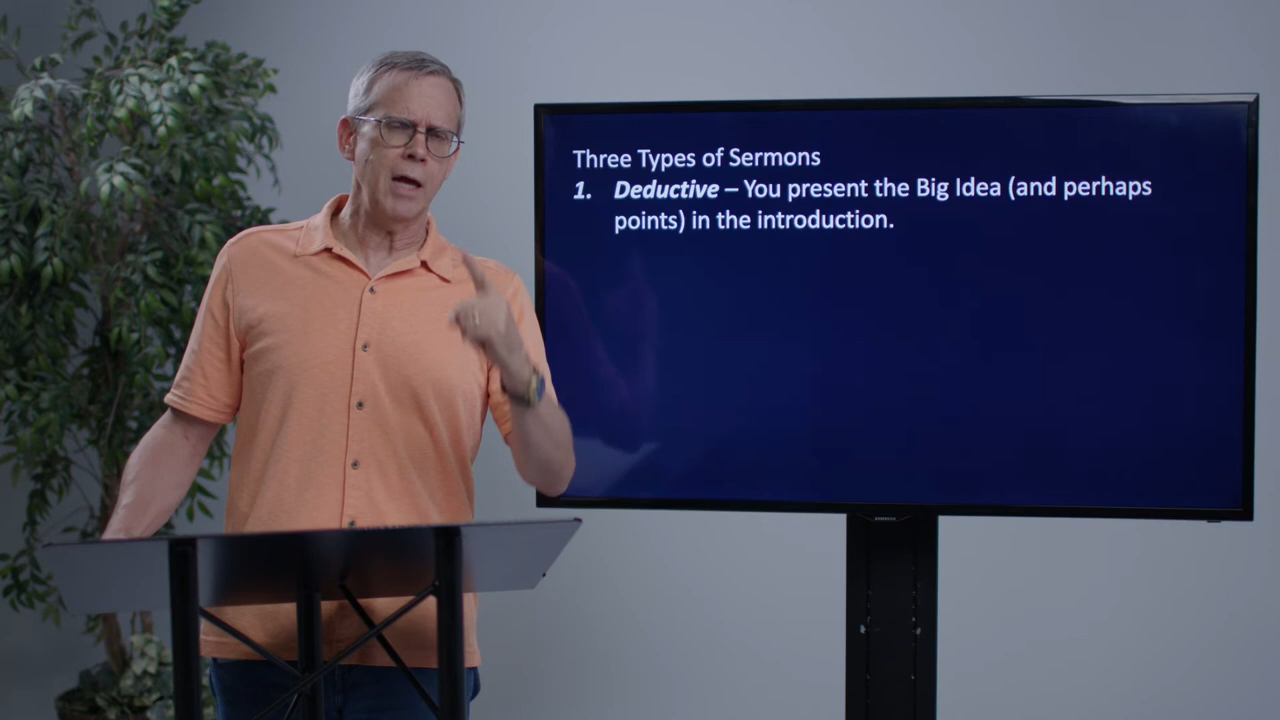 Three Types of Sermons
1. Deductive – You present the Big Idea (and perhaps
points) in the introduction.